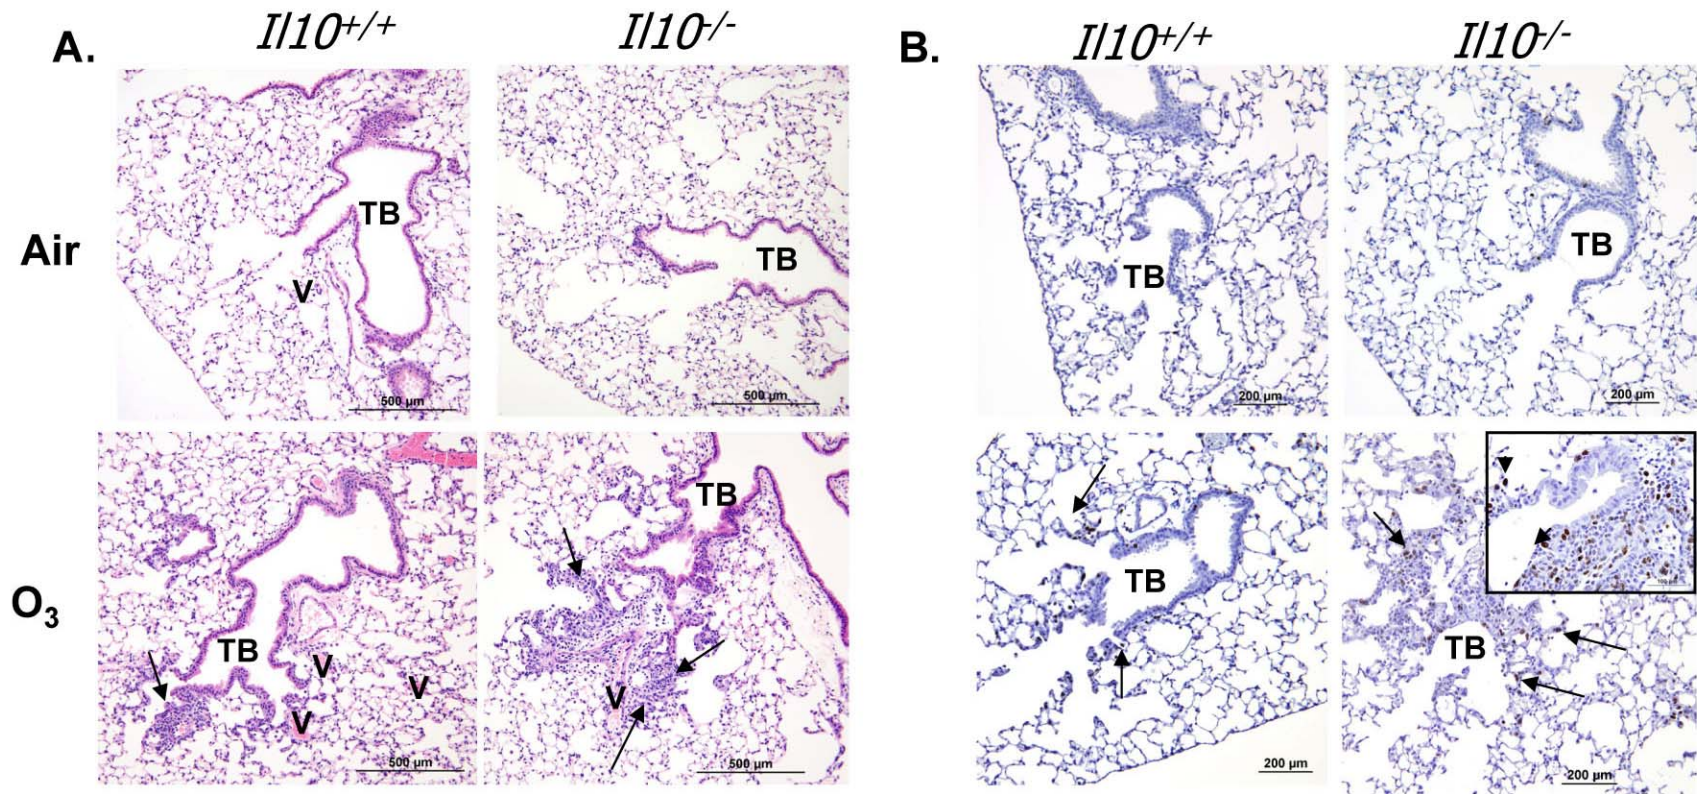 A.
Il10+/+
Il10-/-
B.
Il10+/+
Il10-/-
Air
TB
V
500 µm
TB
500 µm
TB
200 µm
TB
200 µm
O3
TB
V
V
V
500 µm
TB
V
500 µm
TB
200 µm
TB
200 µm